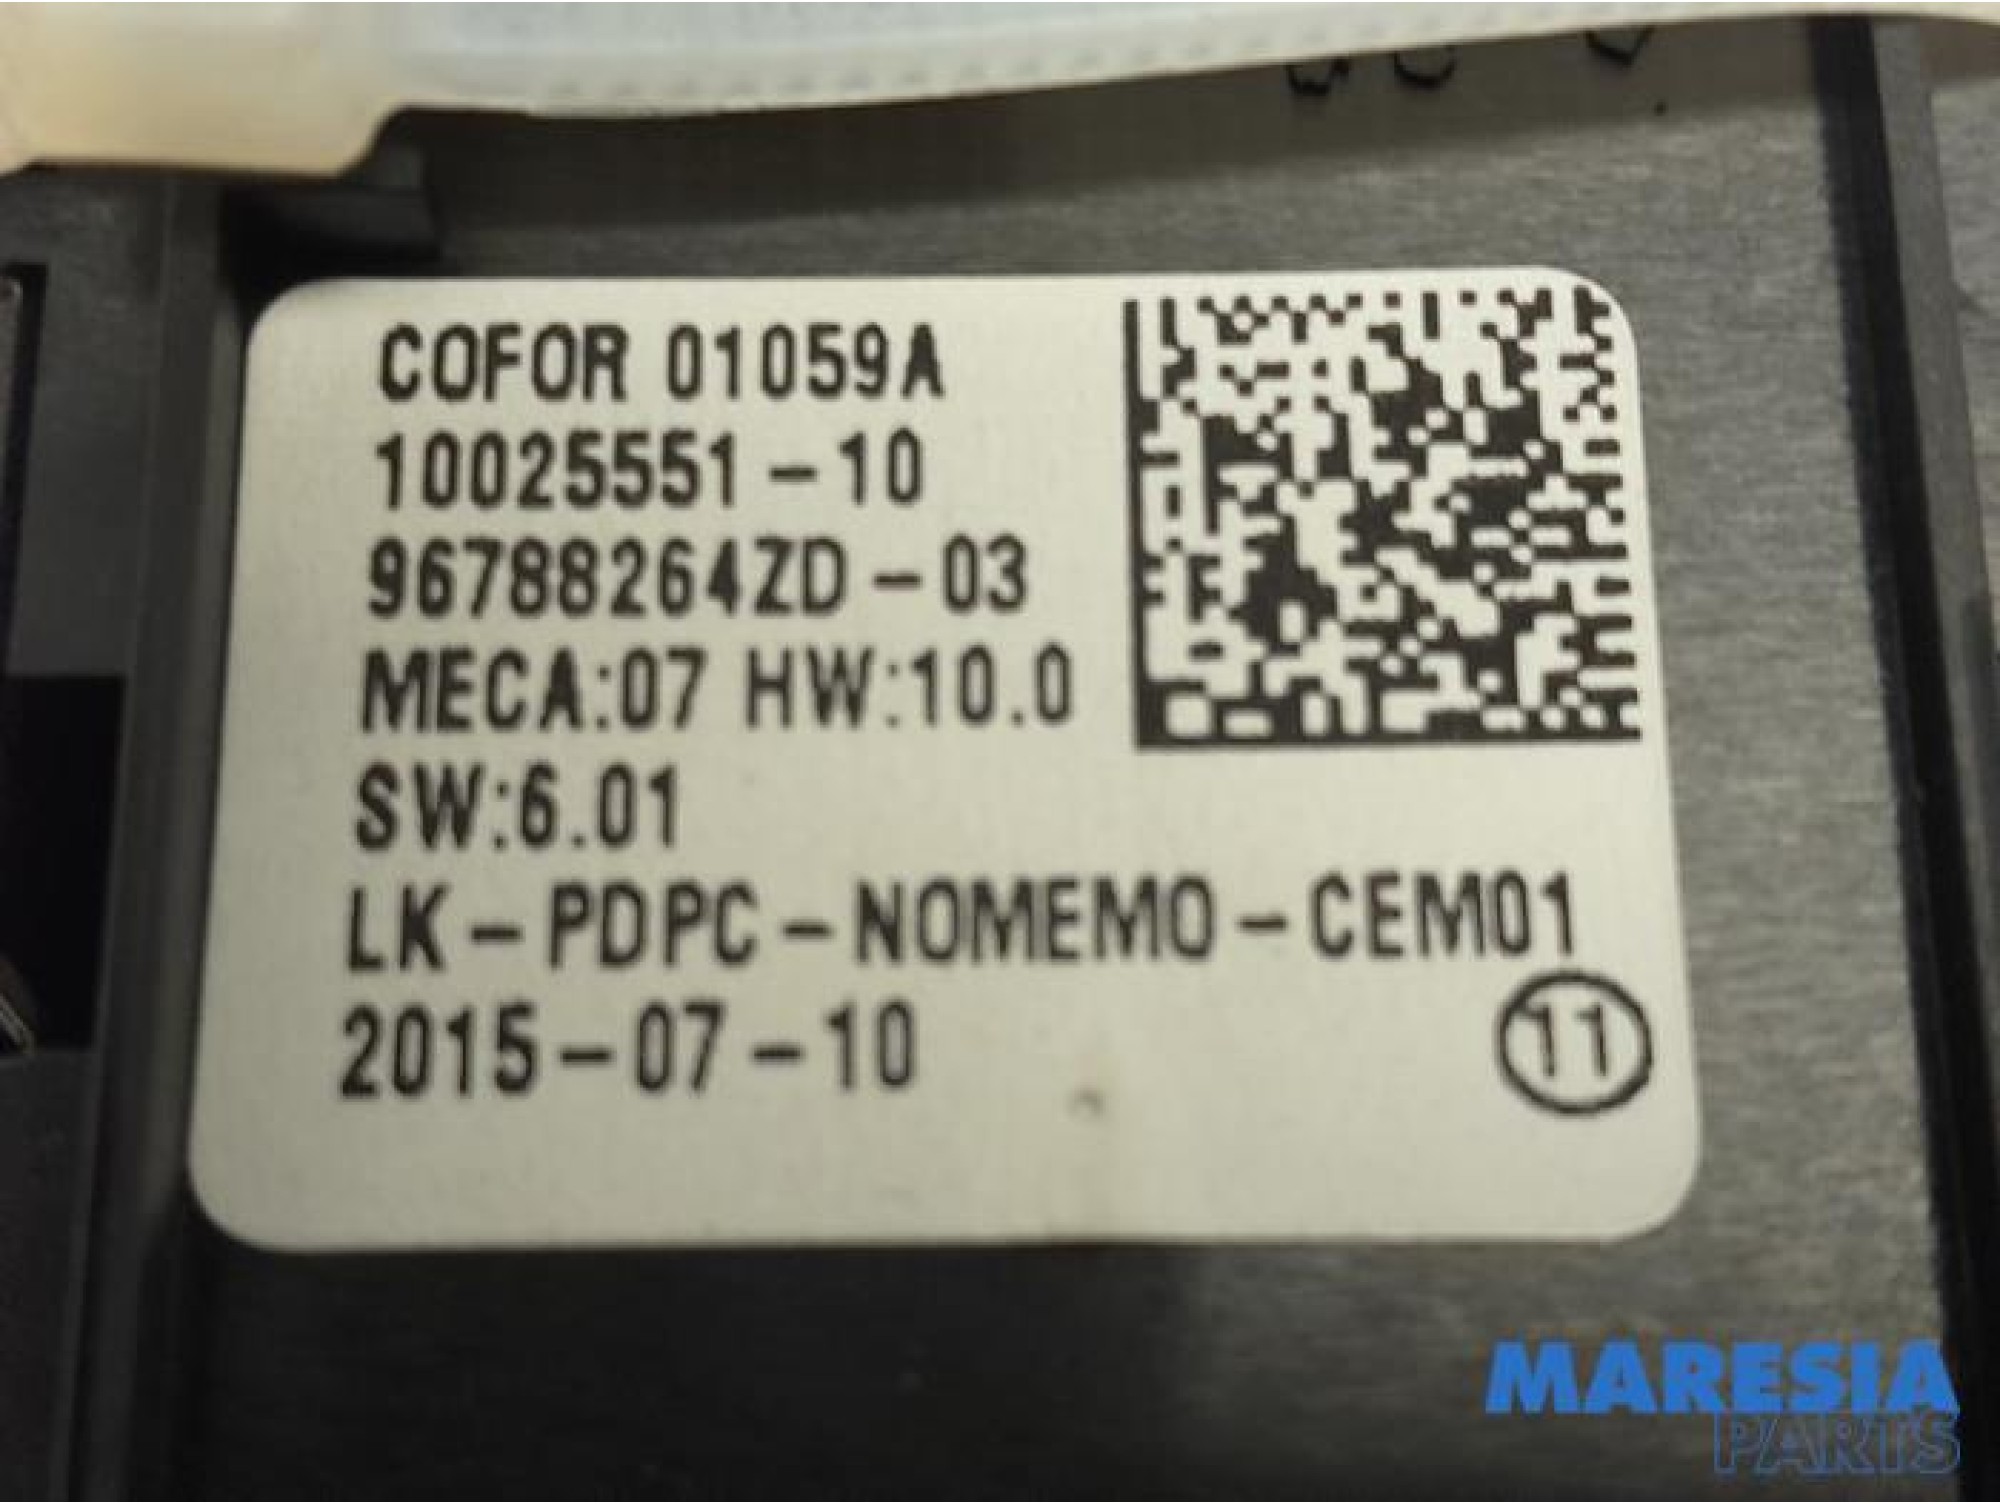 COFOR 01059A
10025551-10
96788264ZD-03
MECA:07 HW:10.0
SW:6.01
LK-PDPC-NOMEMO-CEM01
2015-07-10
11
MARESIA
PARTS